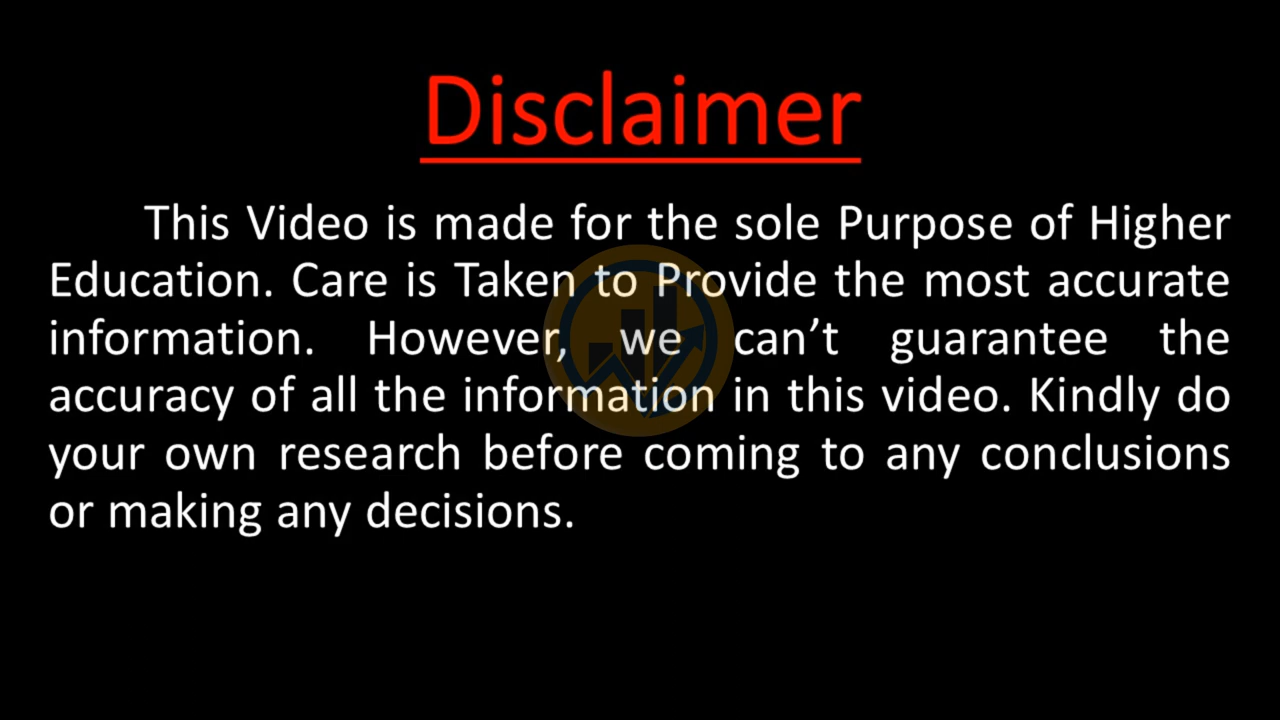 Disclaimer
This Video is made for the sole Purpose of Higher
Education. Care is Taken to Provide the most accurate
information. However, we can’t guarantee the
accuracy of all the information in this video. Kindly do
your own research before coming to any conclusions
or making any decisions.